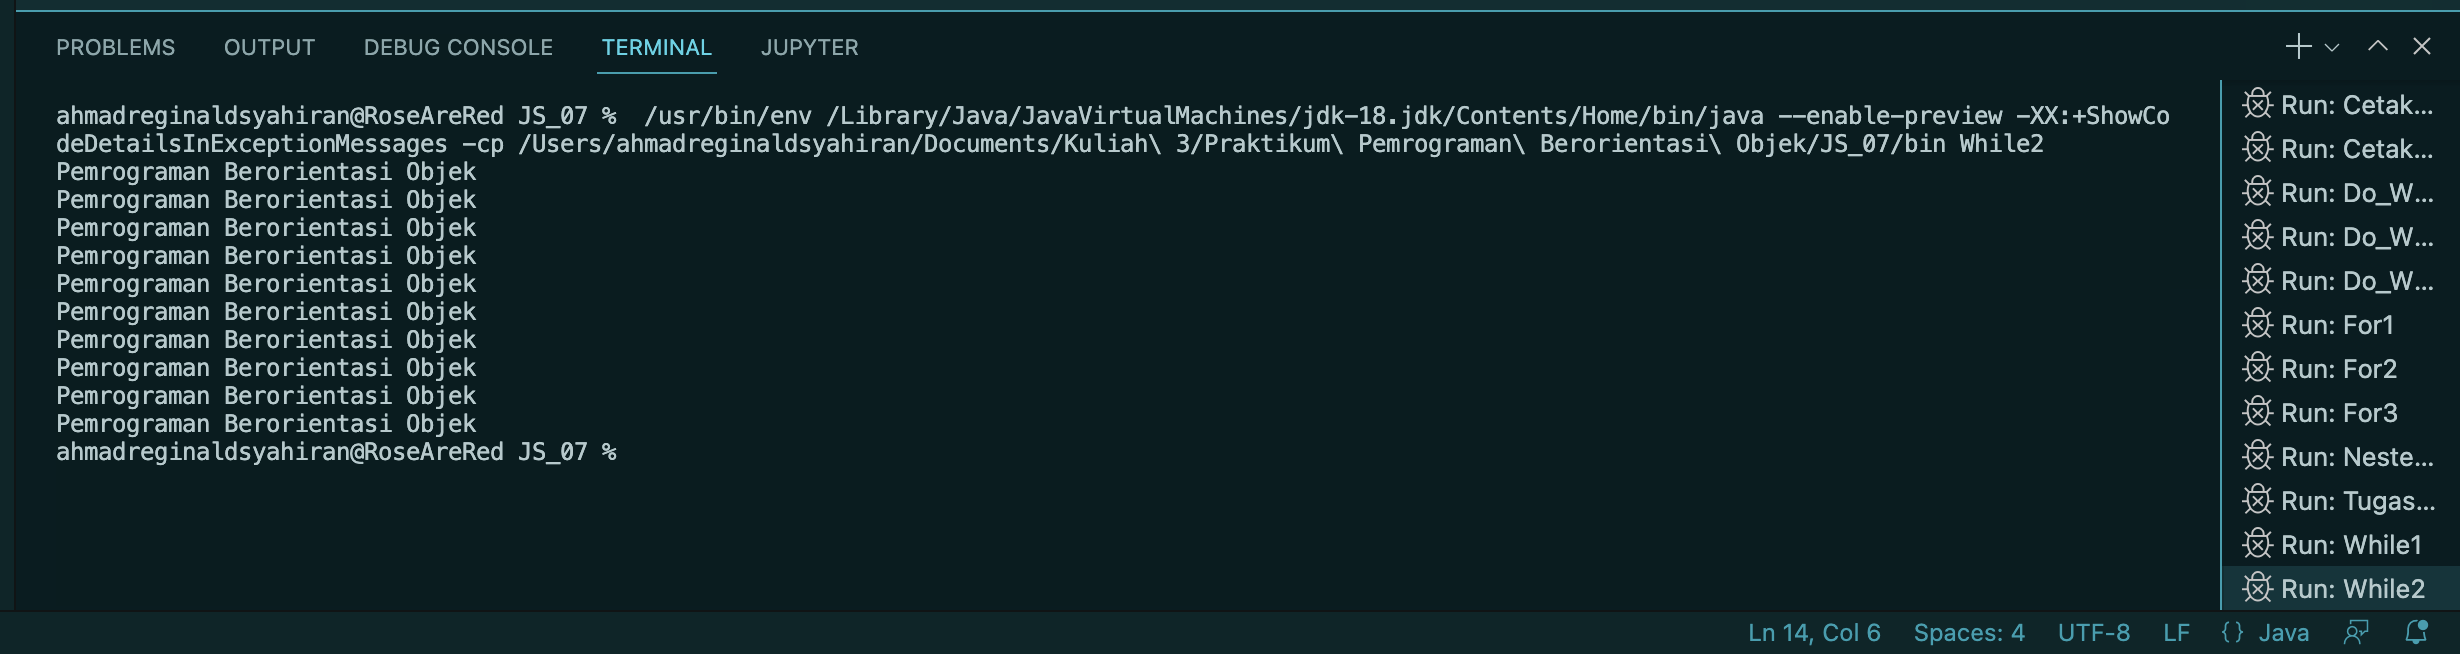 PROBLEMS OUTPUT DEBUG CONSOLE TERMINAL JUPYTER
ahmadreginaldsyahiran@RoseAreRed JS_07 %  /usr/bin/env /Library/Java/JavaVirtualMachines/jdk-18.jdk/Contents/Home/bin/java --enable-preview -XX:+ShowCo
deDetailsInExceptionMessages -cp /Users/ahmadreginaldsyahiran/Documents/Kuliah\ 3/Praktikum\ Pemrograman\ Berorientasi\ Objek/JS_07/bin While2
Pemrograman Berorientasi Objek
Pemrograman Berorientasi Objek
Pemrograman Berorientasi Objek
Pemrograman Berorientasi Objek
Pemrograman Berorientasi Objek
Pemrograman Berorientasi Objek
Pemrograman Berorientasi Objek
Pemrograman Berorientasi Objek
Pemrograman Berorientasi Objek
Pemrograman Berorientasi Objek
ahmadreginaldsyahiran@RoseAreRed JS_07 %
Run: Cetak...
Run: Cetak...
Run: Do_W...
Run: Do_W...
Run: Do_W...
Run: For1
Run: For2
Run: For3
Run: Neste...
Run: Tugas...
Run: While1
Run: While2
Ln 14, Col 6 Spaces: 4 UTF-8 LF {} Java